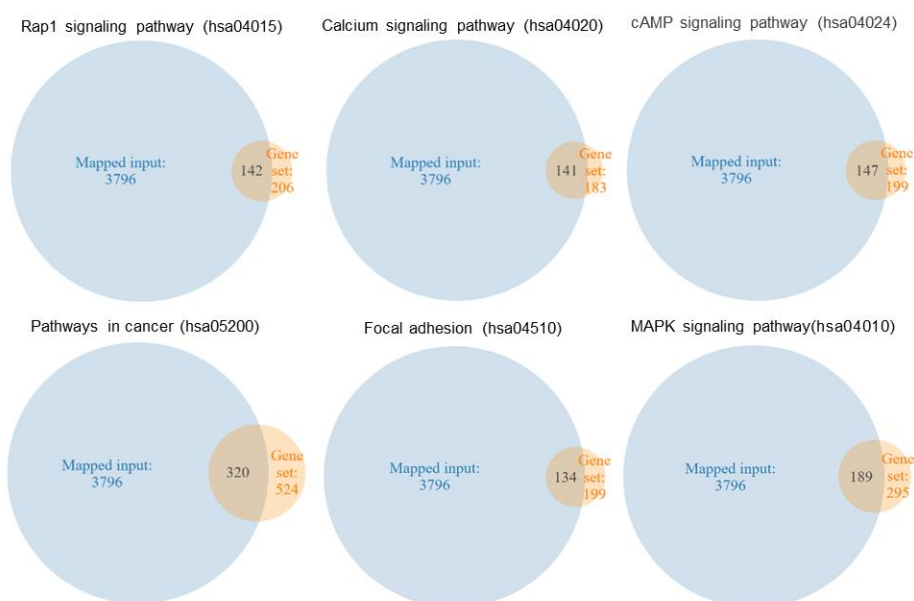 Rap1 signaling pathway (hsa04015)
Calcium signaling pathway (hsa04020)
cAMP signaling pathway (hsa04024)
Mapped input:
3796
142
Gene
set:
206
Mapped input:
3796
141
Gene
set:
183
Mapped input:
3796
147
Gene
set:
199
Pathways in cancer (hsa05200)
Focal adhesion (hsa04510)
MAPK signaling pathway(hsa04010)
Mapped input:
3796
320
Gene
set:
524
Mapped input:
3796
134
Gene
set:
199
Mapped input:
3796
189
Gene
set:
295